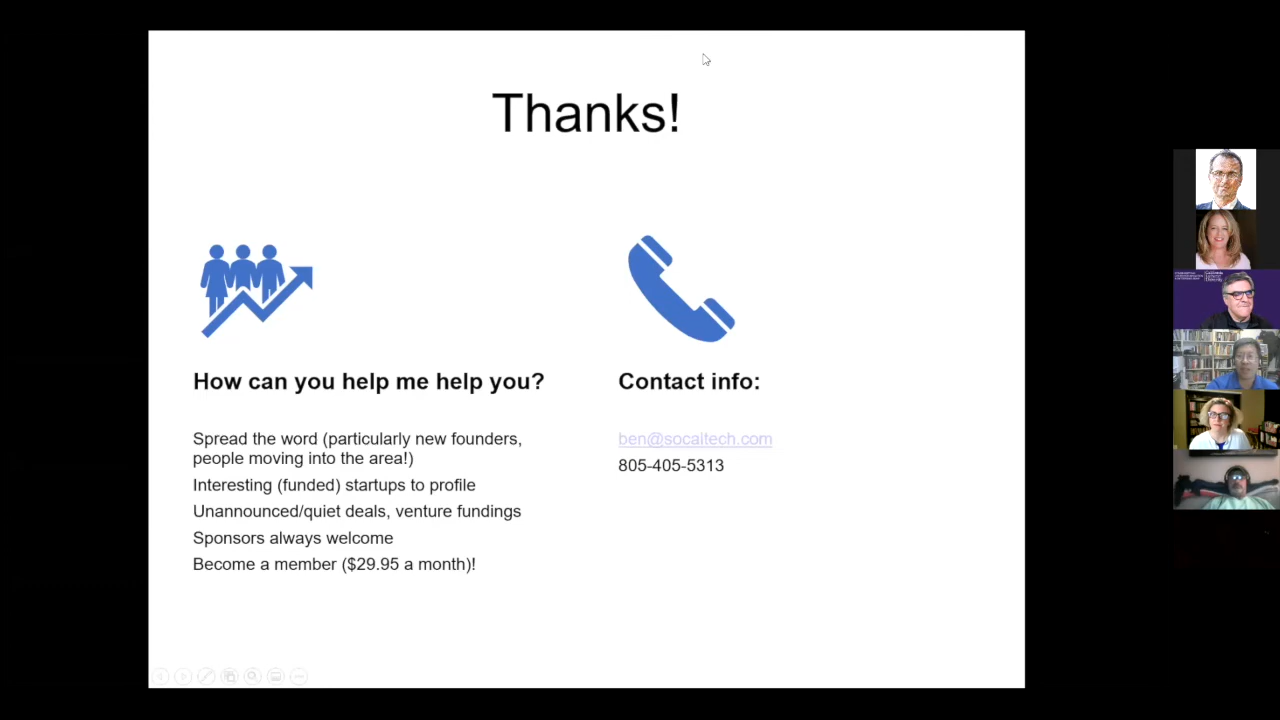 Thanks!
How can you help me help you?
Spread the word (particularly new founders,
people moving into the area!)
Interesting (funded) startups to profile
Unannounced/quiet deals, venture fundings
Sponsors always welcome
Become a member ($29.95 a month)!
Contact info:
ben@socaltech.com
805-405-5313